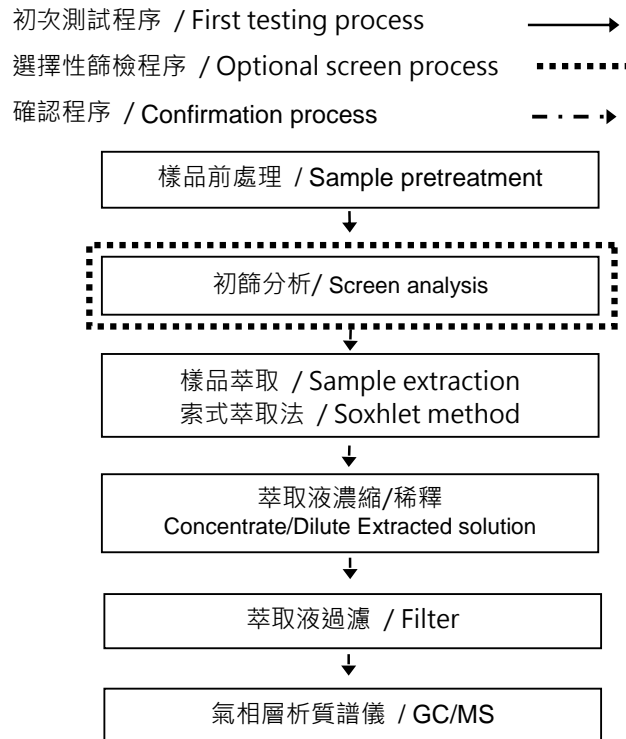 初次測試程序 / First testing process
選擇性篩檢程序 / Optional screen process
確認程序 / Confirmation process
樣品前處理 / Sample pretreatment
初篩分析/ Screen analysis
樣品萃取 / Sample extraction
索式萃取法 / Soxhlet method
萃取液濃縮/稀釋
Concentrate/Dilute Extracted solution
萃取液過濾 / Filter
氣相層析質譜儀 / GC/MS